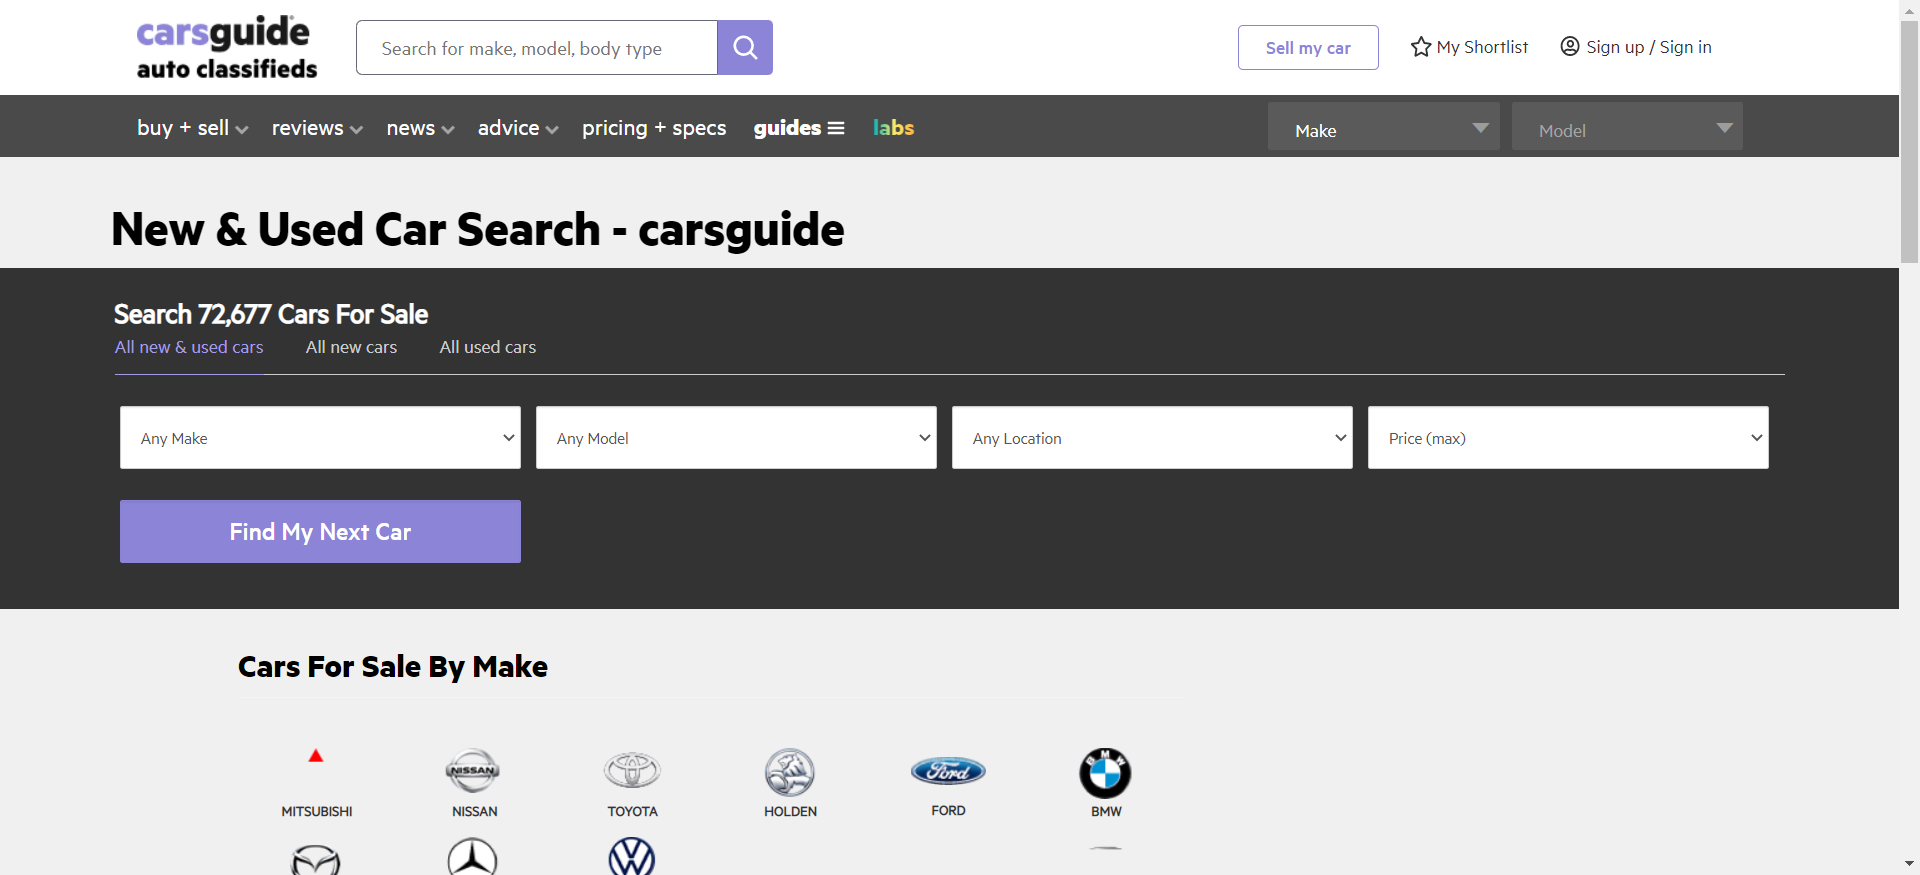 carsguide
auto classifieds
Search for make, model, body type
Sell my car
My Shortlist
Sign up / Sign in
buy + sell
reviews
news
advice
pricing + specs
guides
labs
Make
Model
New & Used Car Search - carsguide
Search 72,677 Cars For Sale
All new & used cars
All new cars
All used cars
Any Make
Any Model
Any Location
Price (max)
Find My Next Car
Cars For Sale By Make
NISSAN
Ford
BMW
MITSUBISHI
NISSAN
TOYOTA
HOLDEN
FORD
BMW